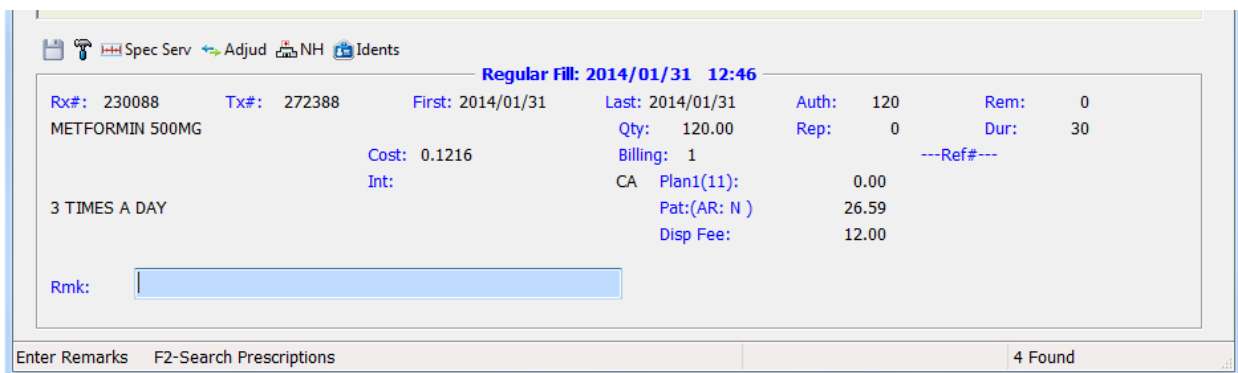 Spec Serv Adjud NH Idents
Regular Fill: 2014/01/31 12:46
Rx#: 230088 Tx#: 272388 First: 2014/01/31 Last: 2014/01/31 Auth: 120 Rem: 0
METFORMIN 500MG Qty: 120.00 Rep: 0 Dur: 30
Cost: 0.1216 Billing: 1 ---Ref#---
Int: CA Plan1(11): 0.00
3 TIMES A DAY Pat:(AR: N ) 26.59
Disp Fee: 12.00
Rmk:
Enter Remarks F2-Search Prescriptions 4 Found